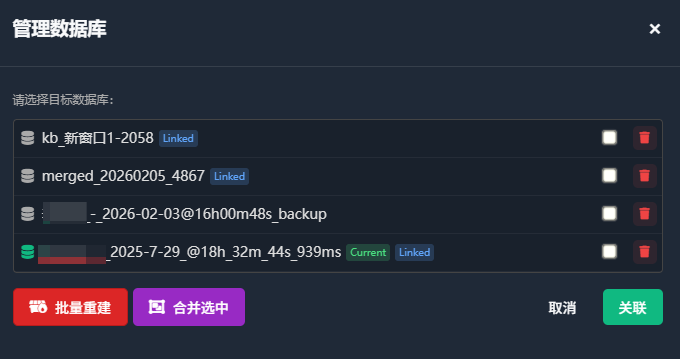 管理数据库
请选择目标数据库:
kb_新窗口1-2058 Linked
merged_20260205_4867 Linked
_-_2026-02-03@16h00m48s_backup
_2025-7-29_@18h_32m_44s_939ms Current Linked
批量重建 合并选中 取消 关联